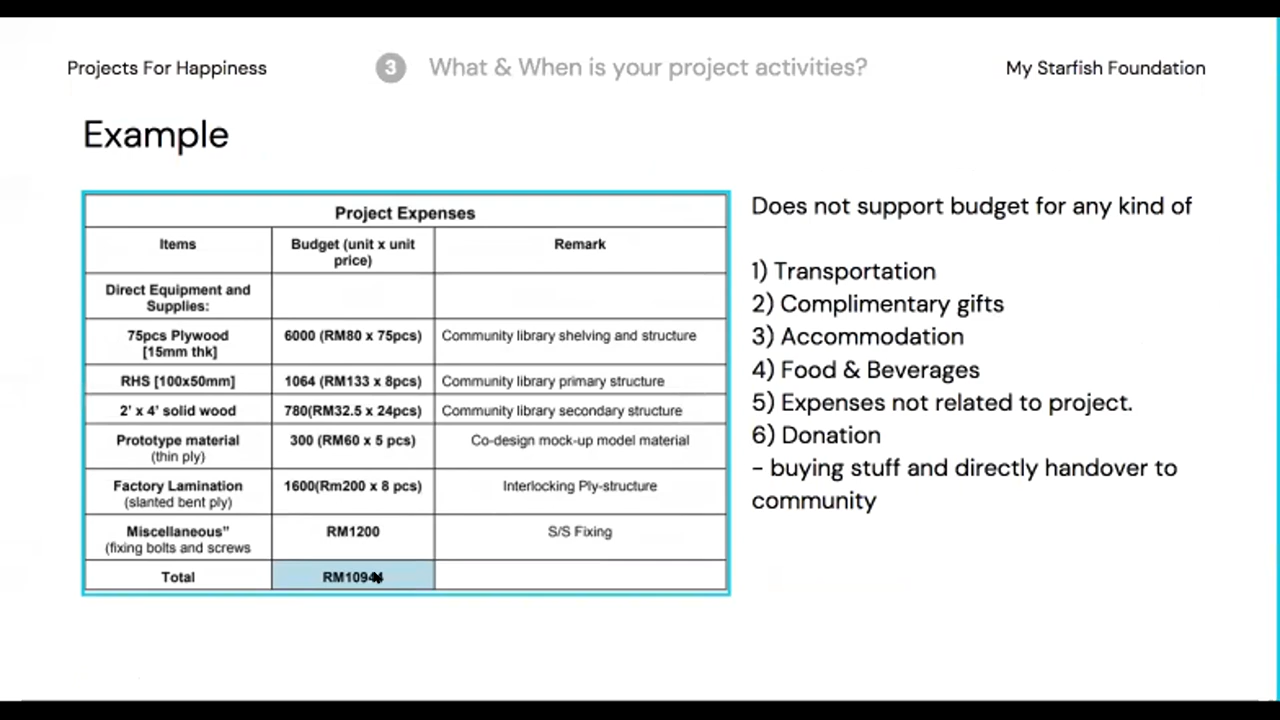 Projects For Happiness
3 What & When is your project activities?
My Starfish Foundation
Example
Project Expenses
Items
Budget (unit x unit
price)
Remark
Direct Equipment and
Supplies:
75pcs Plywood
[15mm thk]
6000 (RM80 x 75pcs)
Community library shelving and structure
RHS [100x50mm]
1064 (RM133 x 8pcs)
Community library primary structure
2' x 4' solid wood
780(RM32.5 x 24pcs)
Community library secondary structure
Prototype material
(thin ply)
300 (RM60 x 5 pcs)
Co-design mock-up model material
Factory Lamination
(slanted bent ply)
1600(Rm200 x 8 pcs)
Interlocking Ply-structure
Miscellaneous"
(fixing bolts and screws
RM1200
S/S Fixing
Total
Does not support budget for any kind of
1) Transportation
2) Complimentary gifts
3) Accommodation
4) Food & Beverages
5) Expenses not related to project.
6) Donation
- buying stuff and directly handover to
community